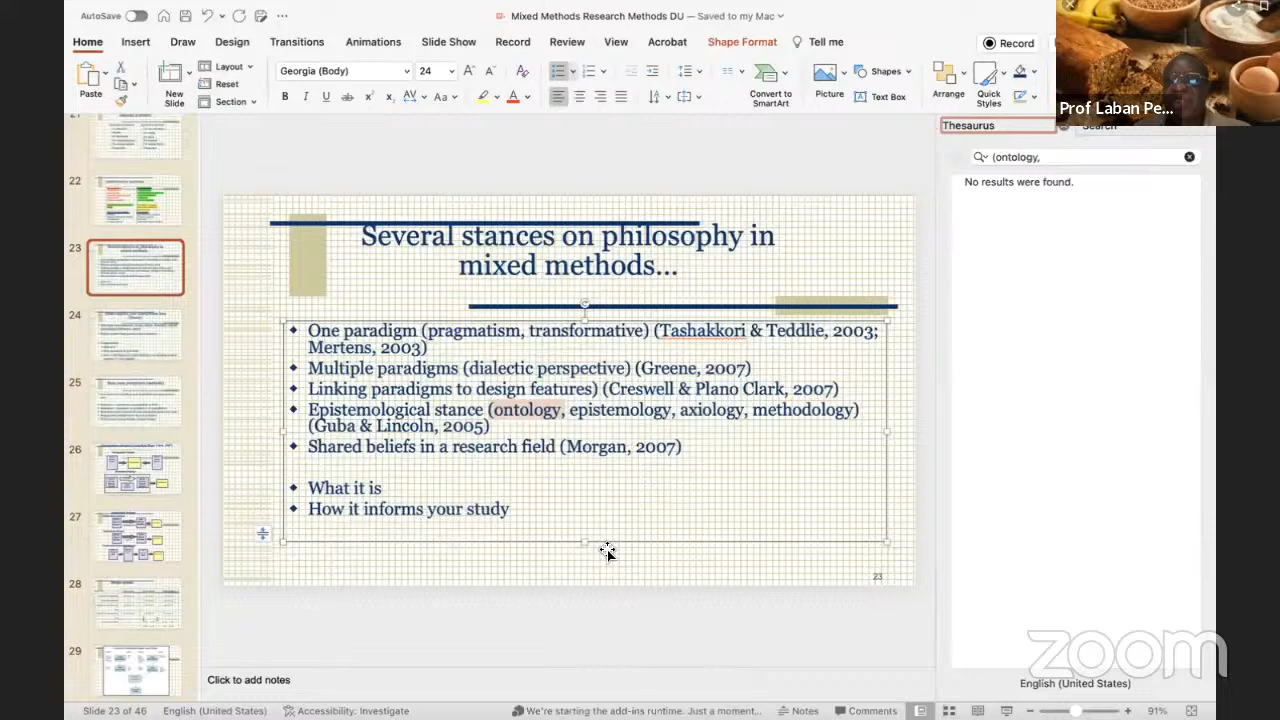 AutoSave
Mixed Methods Research Methods DU — Saved to my Mac
Home Insert Draw Design Transitions Animations Slide Show Record Review View Acrobat Shape Format Tell me
Record
Paste
New Slide
Layout
Reset
Section
Georgia (Body) 24
Convert to SmartArt
Picture
Shapes
Text Box
Arrange
Quick Styles
Prof Laban Pe...
Thesaurus
Search
(ontology,
No results were found.
22
23
24
25
26
27
28
29
Several stances on philosophy in
mixed methods...
One paradigm (pragmatism, transformative) (Tashakkori & Teddlie, 2003;
Mertens, 2003)
Multiple paradigms (dialectic perspective) (Greene, 2007)
Linking paradigms to design features) (Creswell & Plano Clark, 2007)
stance (ontology, epistemology, axiology, methodology)
(Guba & Lincoln, 2005)
Shared beliefs in a research field (Morgan, 2007)
What it is
How it informs your study
23
Click to add notes
zoom
English (United States)
Slide 23 of 46 English (United States) Accessibility: Investigate We're starting the add-ins runtime. Just a moment... Notes Comments 91%